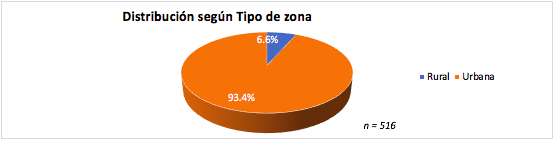 Distribución según Tipo de zona
6.6%
Rural
Urbana
93.4%
n = 516